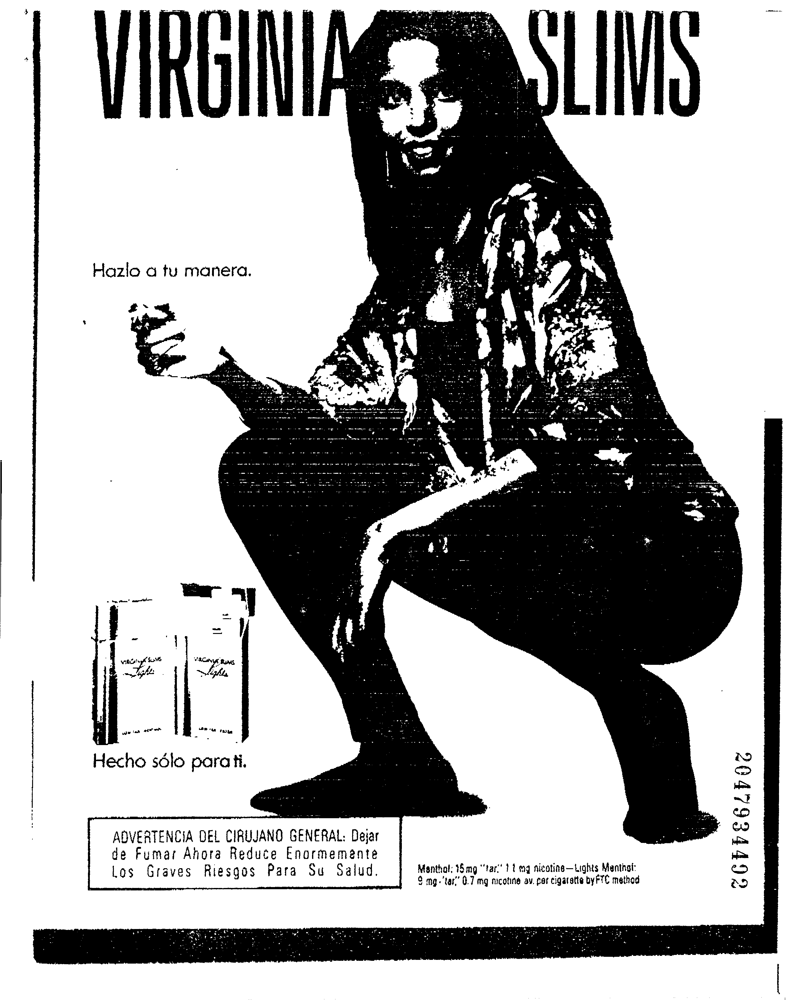 VIRGINIA SLIMS
Hazlo a tu manera.
VIRGINIA SLIMS
Lights
VIRGINIA SLIMS
Lights
Hecho sólo para ti.
ADVERTENCIA DEL CIRUJANO GENERAL: Dejar
de Fumar Ahora Reduce Enormemente
Los Graves Riesgos Para Su Salud.
Menthol: 15 mg "tar," 1.1 mg nicotine—Lights Menthol:
9 mg "tar," 0.7 mg nicotine av. per cigarette by FTC method
2047934492